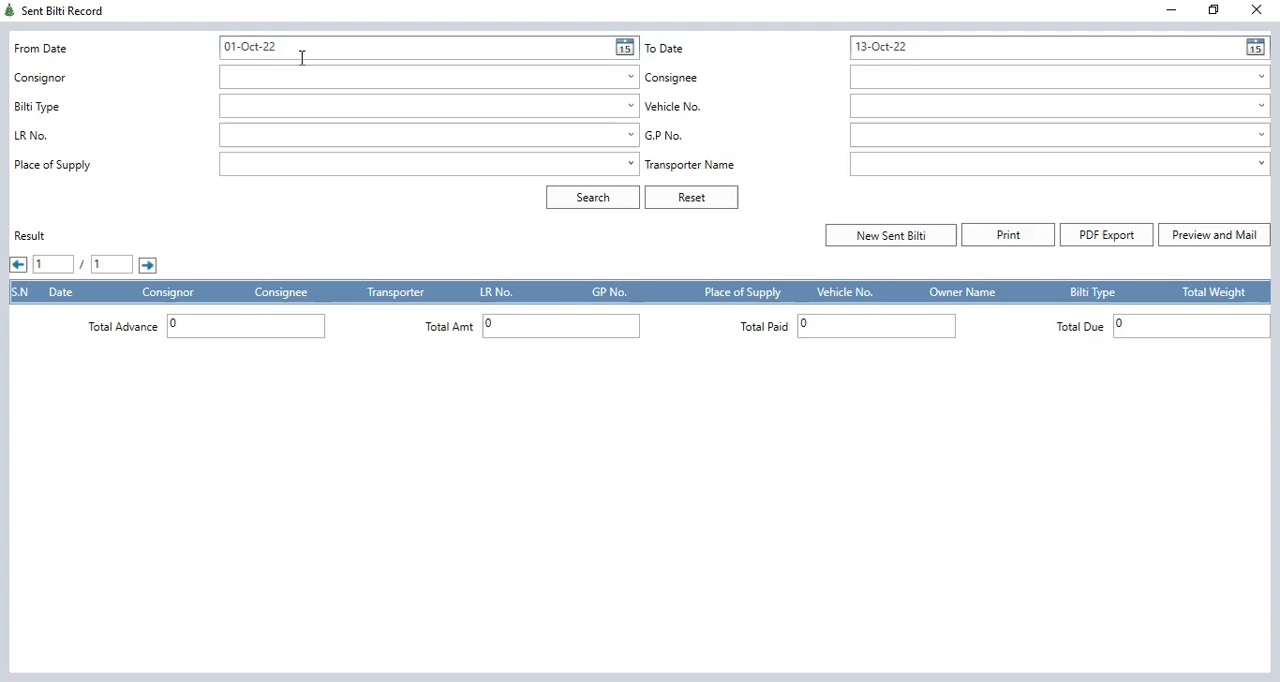 Sent Bilti Record
From Date 01-Oct-22 15 To Date 13-Oct-22 15
Consignor Consignee
Bilti Type Vehicle No.
LR No. G.P No.
Place of Supply Transporter Name
Search Reset
Result New Sent Bilti Print PDF Export Preview and Mail
1 / 1
S.N Date Consignor Consignee Transporter LR No. GP No. Place of Supply Vehicle No. Owner Name Bilti Type Total Weight
Total Advance 0 Total Amt 0 Total Paid 0 Total Due 0